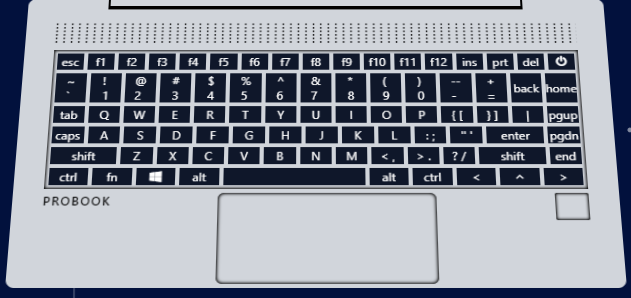 esc f1 f2 f3 f4 f5 f6 f7 f8 f9 f10 f11 f12 ins prt del
~ ! @ # $ % ^ & * ( ) -- +
` 1 2 3 4 5 6 7 8 9 0 - = back home
tab Q W E R T Y U I O P {[ }] | pgup
caps A S D F G H J K L :; "' enter pgdn
shift Z X C V B N M <, >. ?/ shift end
ctrl fn alt alt ctrl < ^ >
PROBOOK